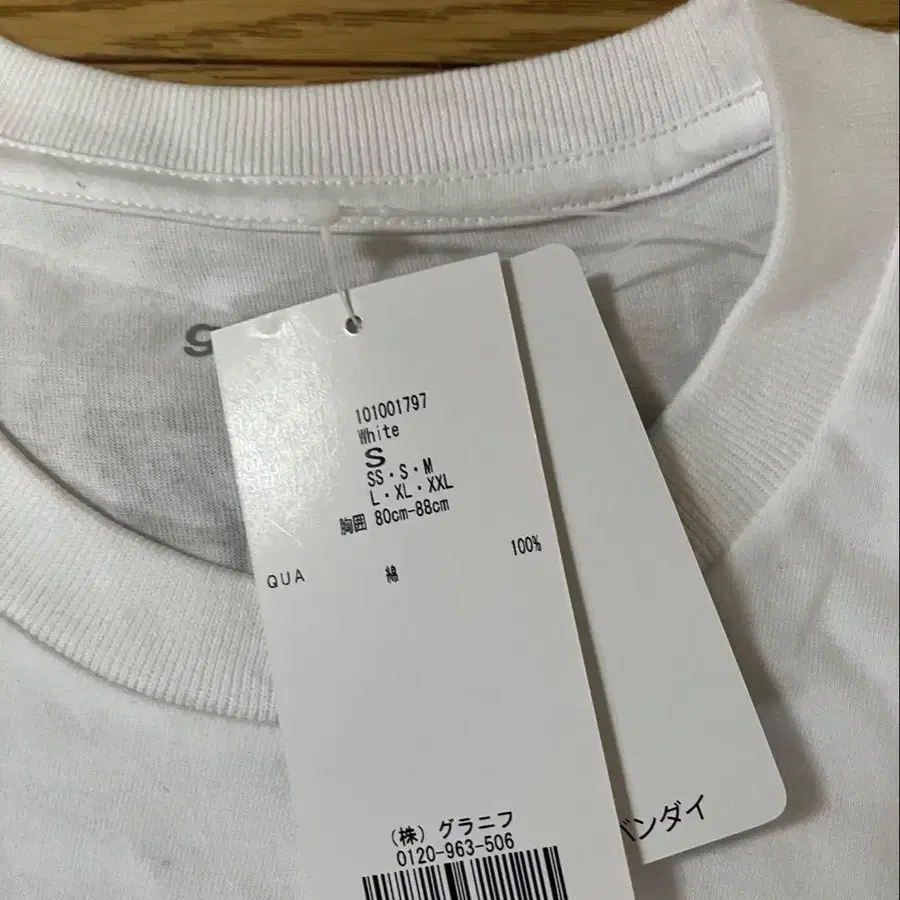 g
101001797
White
S
SS・S・M
L・XL・XXL
胸囲 80cm-88cm
QUA 綿 100%
(株) グラニフ
0120-963-506
バンダイ